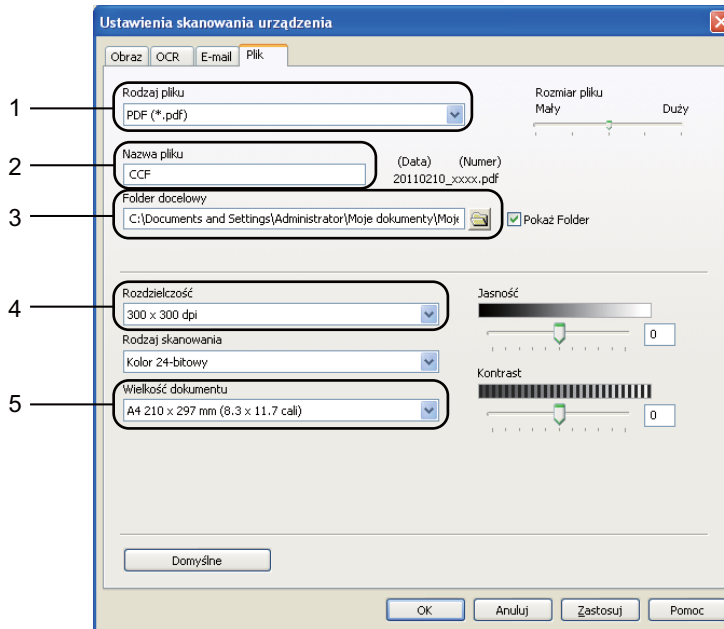 Ustawienia skanowania urządzenia
Obraz OCR E-mail Plik
1
Rodzaj pliku
PDF (*.pdf)
Rozmiar pliku
Mały Duży
2
Nazwa pliku
CCF
(Data) (Numer)
20110210_xxxx.pdf
3
Folder docelowy
C:\Documents and Settings\Administrator\Moje dokumenty\Moje
Pokaż Folder
4
Rozdzielczość
300 x 300 dpi
Rodzaj skanowania
Kolor 24-bitowy
5
Wielkość dokumentu
A4 210 x 297 mm (8.3 x 11.7 cali)
Jasność
0
Kontrast
0
Domyślne
OK Anuluj Zastosuj Pomoc